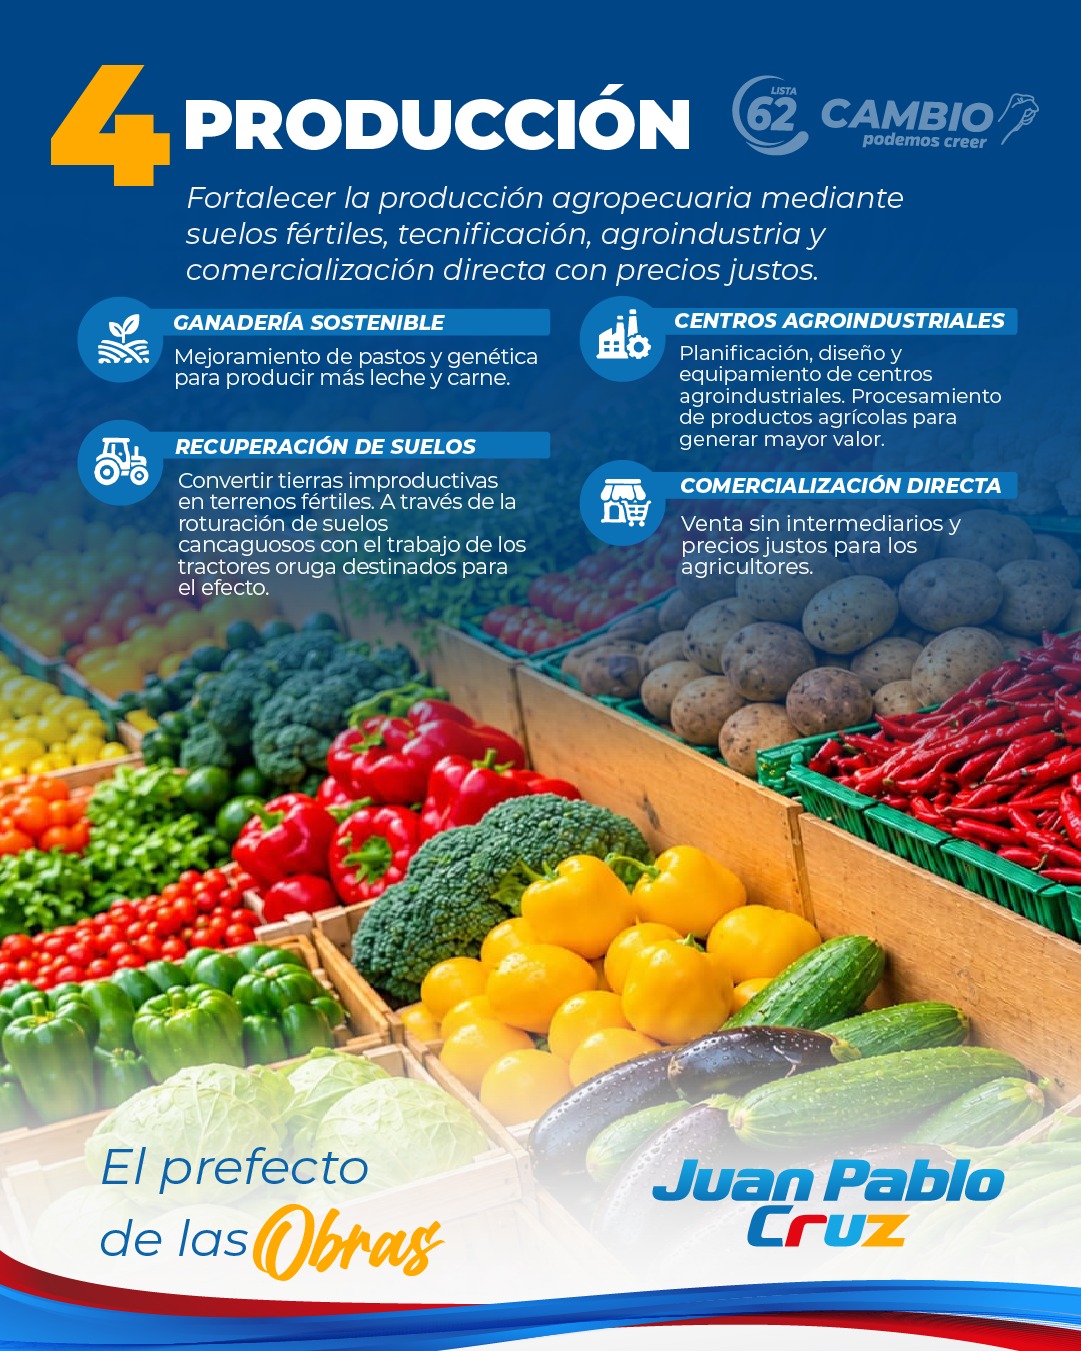 4 PRODUCCIÓN
LISTA
62
CAMBIO
podemos creer
Fortalecer la producción agropecuaria mediante
suelos fértiles, tecnificación, agroindustria y
comercialización directa con precios justos.
GANADERÍA SOSTENIBLE
Mejoramiento de pastos y genética
para producir más leche y carne.
RECUPERACIÓN DE SUELOS
Convertir tierras improductivas
en terrenos fértiles. A través de la
roturación de suelos
cancaguosos con el trabajo de los
tractores oruga destinados para
el efecto.
CENTROS AGROINDUSTRIALES
Planificación, diseño y
equipamiento de centros
agroindustriales. Procesamiento
de productos agrícolas para
generar mayor valor.
COMERCIALIZACIÓN DIRECTA
Venta sin intermediarios y
precios justos para los
agricultores.
El prefecto
de las Obras
Juan Pablo
Cruz